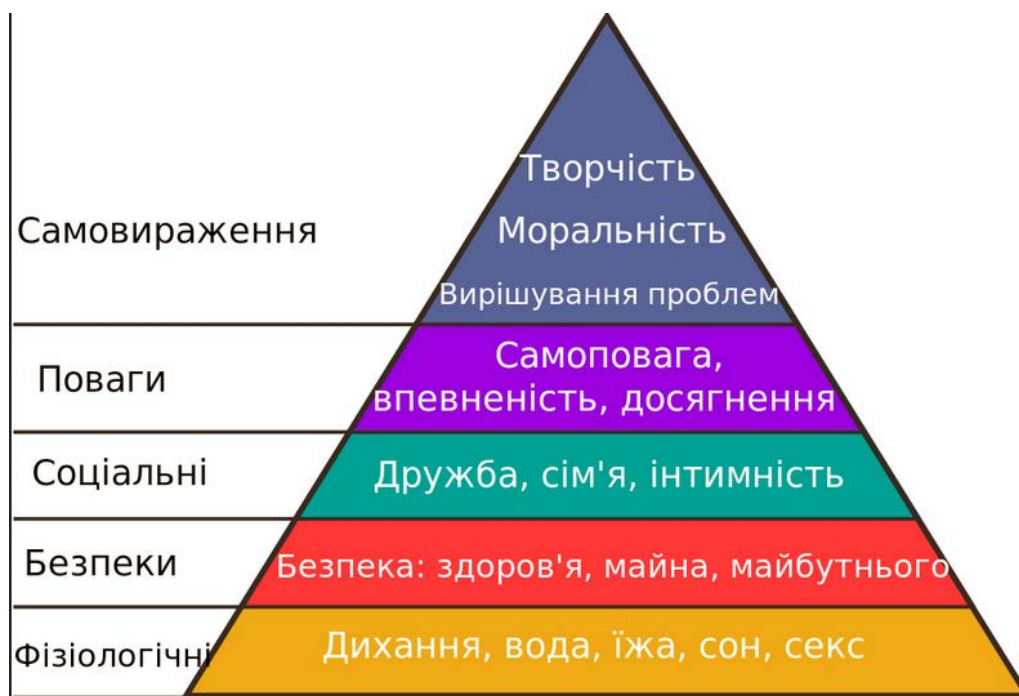 Творчість
Самовираження
Моральність
Вирішування проблем
Поваги
Самоповага,
впевненість, досягнення
Соціальні
Дружба, сім'я, інтимність
Безпеки
Безпека: здоров'я, майна, майбутнього
Фізіологічні
Дихання, вода, їжа, сон, секс